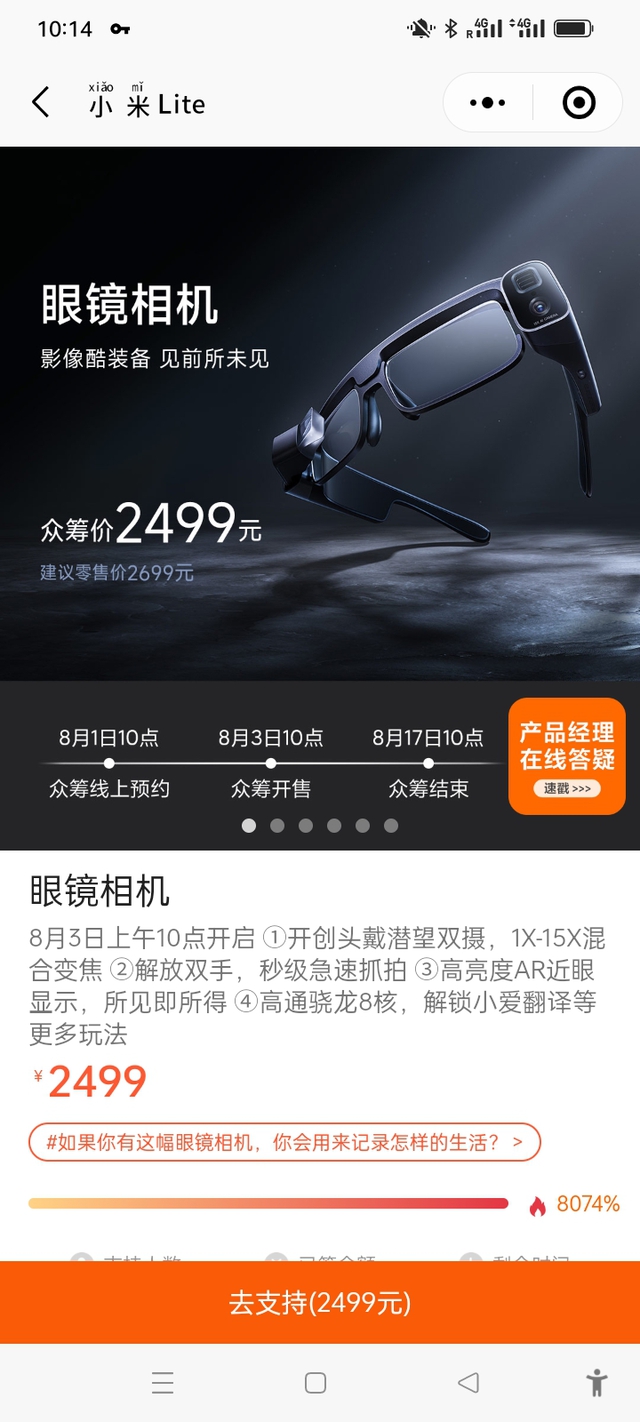 10:14
4G
R
4G
xiǎo mǐ
小 米 Lite
眼镜相机
影像酷装备 见前所未见
众筹价2499元
建议零售价2699元
8月1日10点
众筹线上预约
8月3日10点
众筹开售
8月17日10点
众筹结束
产品经理
在线答疑
速戳 >>>
眼镜相机
8月3日上午10点开启 ①开创头戴潜望双摄，1X-15X混
合变焦 ②解放双手，秒级急速抓拍 ③高亮度AR近眼
显示，所见即所得 ④高通骁龙8核，解锁小爱翻译等
更多玩法
¥2499
#如果你有这幅眼镜相机，你会用来记录怎样的生活？ >
8074%
去支持(2499元)